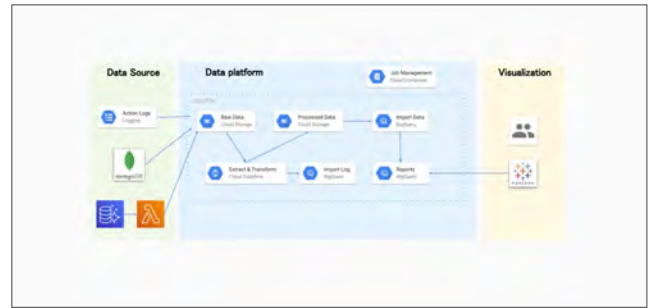 Data Source
Data platform
Visualization
Job Management
Cloud Composer
Action Logs
Logging
Raw Data
Cloud Storage
Processed Data
Cloud Storage
Import Data
BigQuery
mongoDB
Extract & Transform
Cloud Dataflow
Import Log
BigQuery
Reports
BigQuery